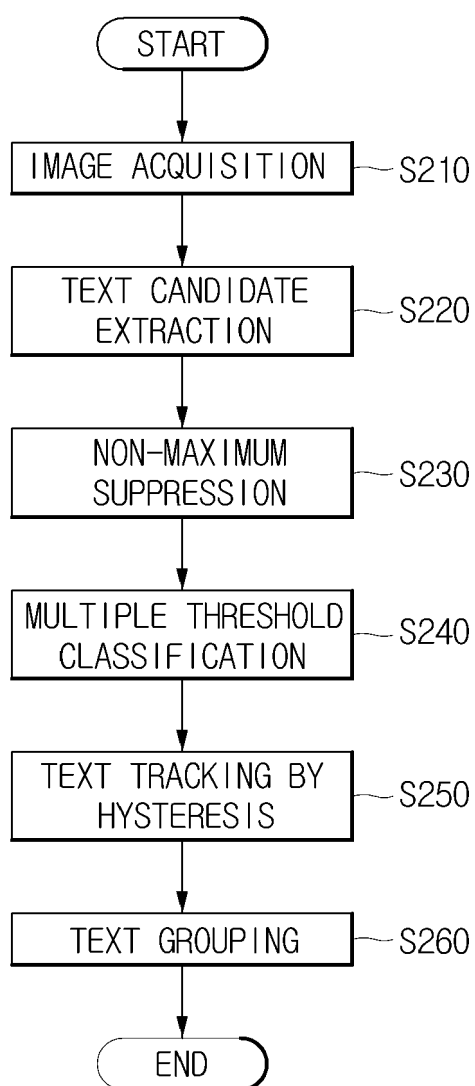 START
IMAGE ACQUISITION
S210
TEXT CANDIDATE
EXTRACTION
S220
NON-MAXIMUM
SUPPRESSION
S230
MULTIPLE THRESHOLD
CLASSIFICATION
S240
TEXT TRACKING BY
HYSTERESIS
S250
TEXT GROUPING
S260
END